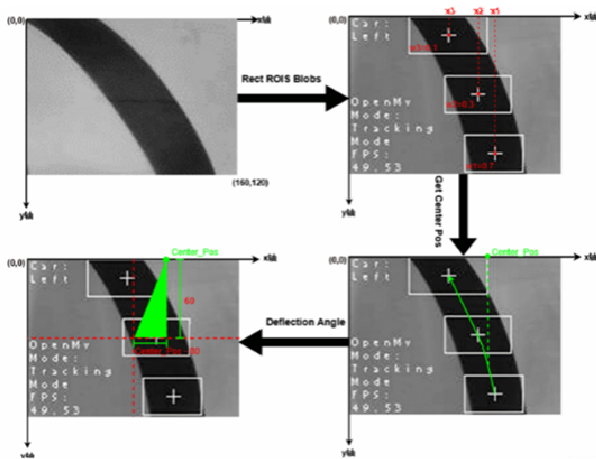 (0,0)
x轴
(160,120)
y轴
Rect ROIS Blobs
(0,0)
x3
x2
x1
x轴
Car:
Left
OpenMv
Mode:
Tracking
Mode
FPS:
49.53
y轴
Get Center Pos
(0,0)
Center_Pos
x轴
Car:
Left
60
OpenMv
Mode:
Tracking
Mode
FPS:
49.53
y轴
Deflection Angle
(0,0)
Center_Pos
x轴
Car:
Left
OpenMv
Mode:
Tracking
Mode
FPS:
49.53
y轴